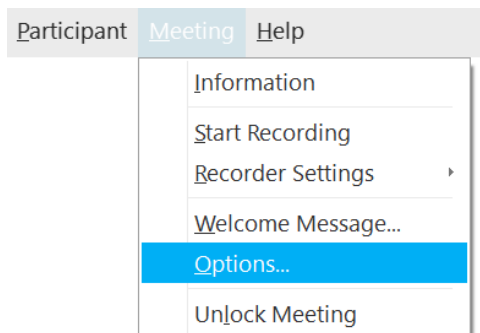 Participant Meeting Help
Information
Start Recording
Recorder Settings
Welcome Message...
Options...
Unlock Meeting